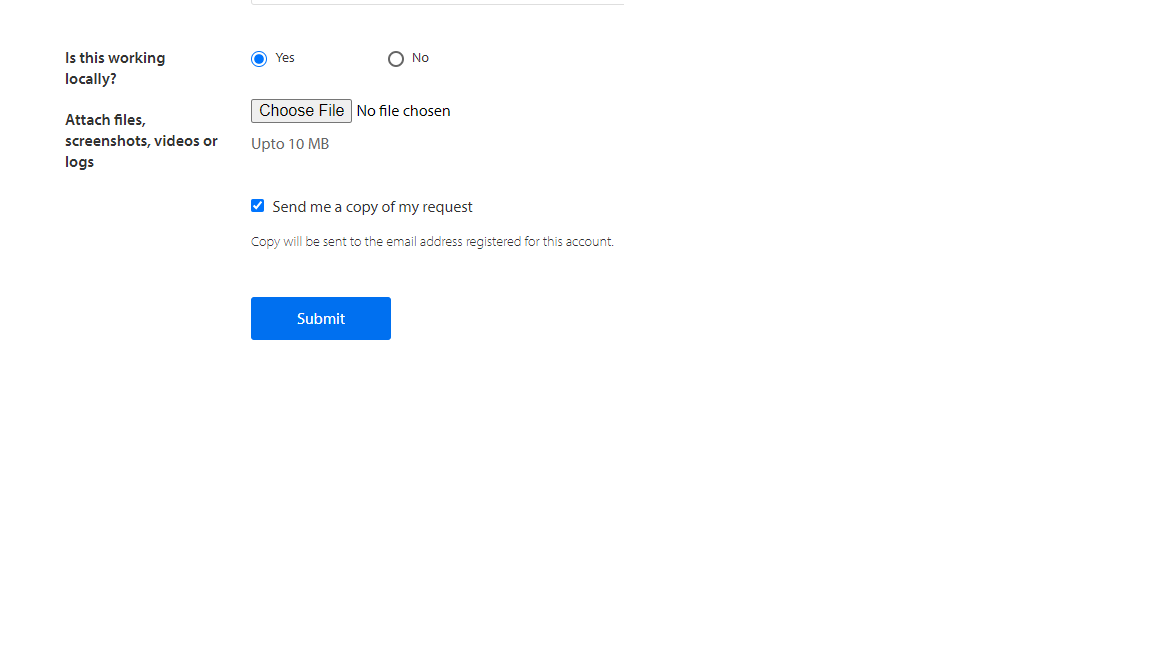 Is this working
locally?
Yes
No
Attach files,
screenshots, videos or
logs
Choose File No file chosen
Upto 10 MB
Send me a copy of my request
Copy will be sent to the email address registered for this account.
Submit